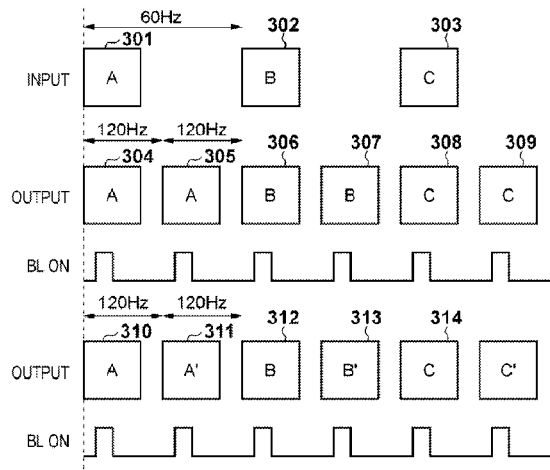 60Hz
301 302 303
INPUT A B C
120Hz 120Hz
304 305 306 307 308 309
OUTPUT A A B B C C
BL ON
120Hz 120Hz
310 311 312 313 314
OUTPUT A A' B B' C C'
BL ON